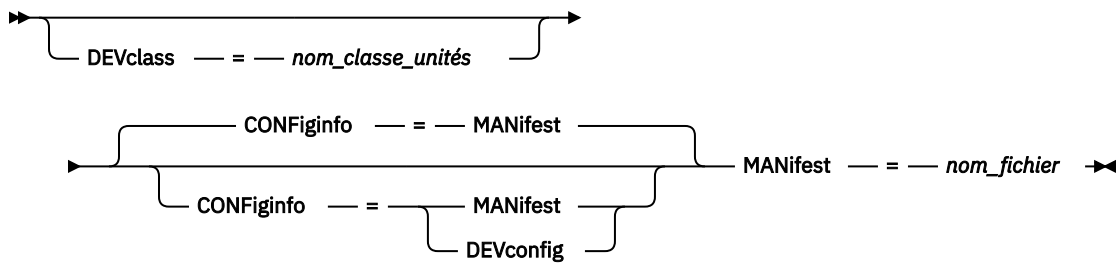 DEVclass = nom_classe_unités
CONFiginfo = MANifest
MANifest = nom_fichier
CONFiginfo = MANifest
DEVconfig